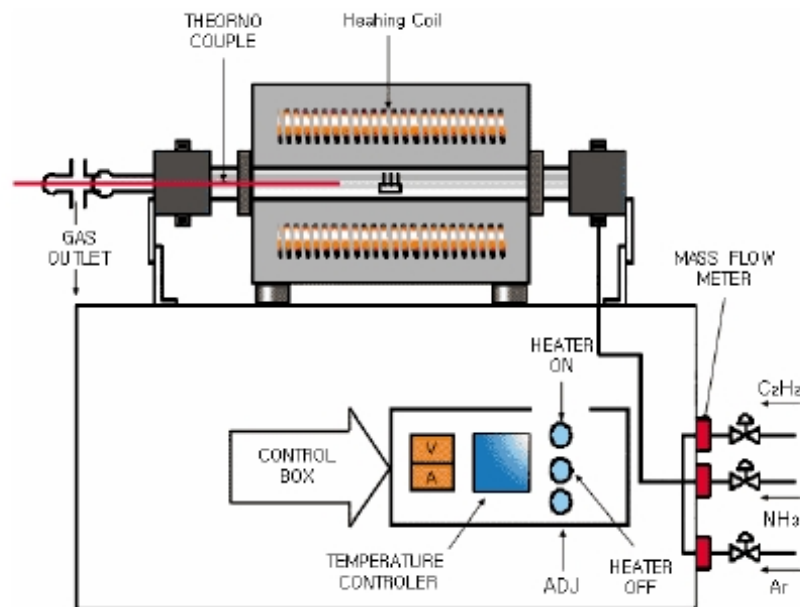 THEORNO
COUPLE
Heahing Coil
GAS
OUTLET
MASS FLOW
METER
HEATER
ON
C2H2
CONTROL
BOX
V
A
NH3
TEMPERATURE
CONTROLER
ADJ
HEATER
OFF
Ar